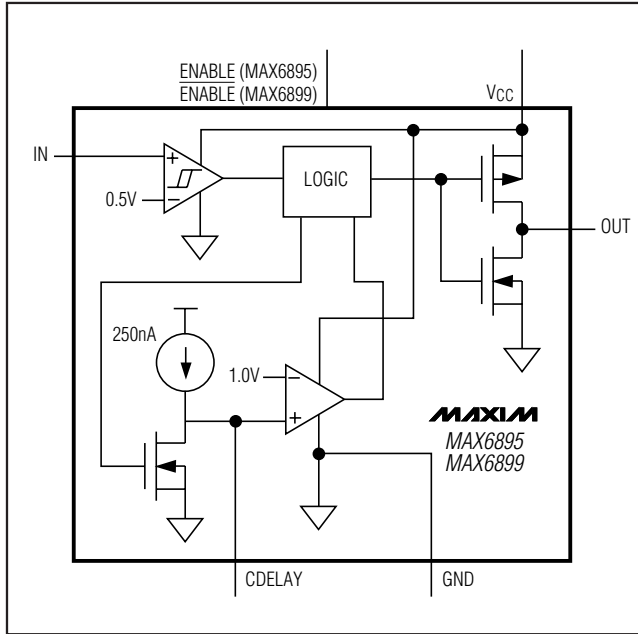 ENABLE (MAX6895)
ENABLE (MAX6899)
VCC
IN
+
−
0.5V
LOGIC
OUT
250nA
1.0V
−
+
MAXIM
MAX6895
MAX6899
CDELAY
GND